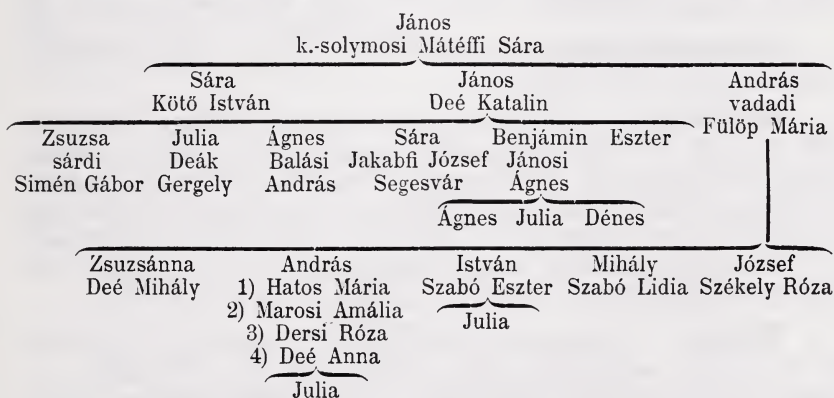 János
k.-solymosi Mátéffi Sára
Sára János András
Kötő István Deé Katalin vadadi
Fülöp Mária
Zsuzsa Julia Ágnes Sára Benjámin Eszter
sárdi Deák Balási Jakabfi József Jánosi
Simén Gábor Gergely András Segesvár Ágnes
Ágnes Julia Dénes
Zsuzsánna András István Mihály József
Deé Mihály 1) Hatos Mária Szabó Eszter Szabó Lidia Székely Róza
2) Marosi Amália Julia
3) Dersi Róza
4) Deé Anna
Julia